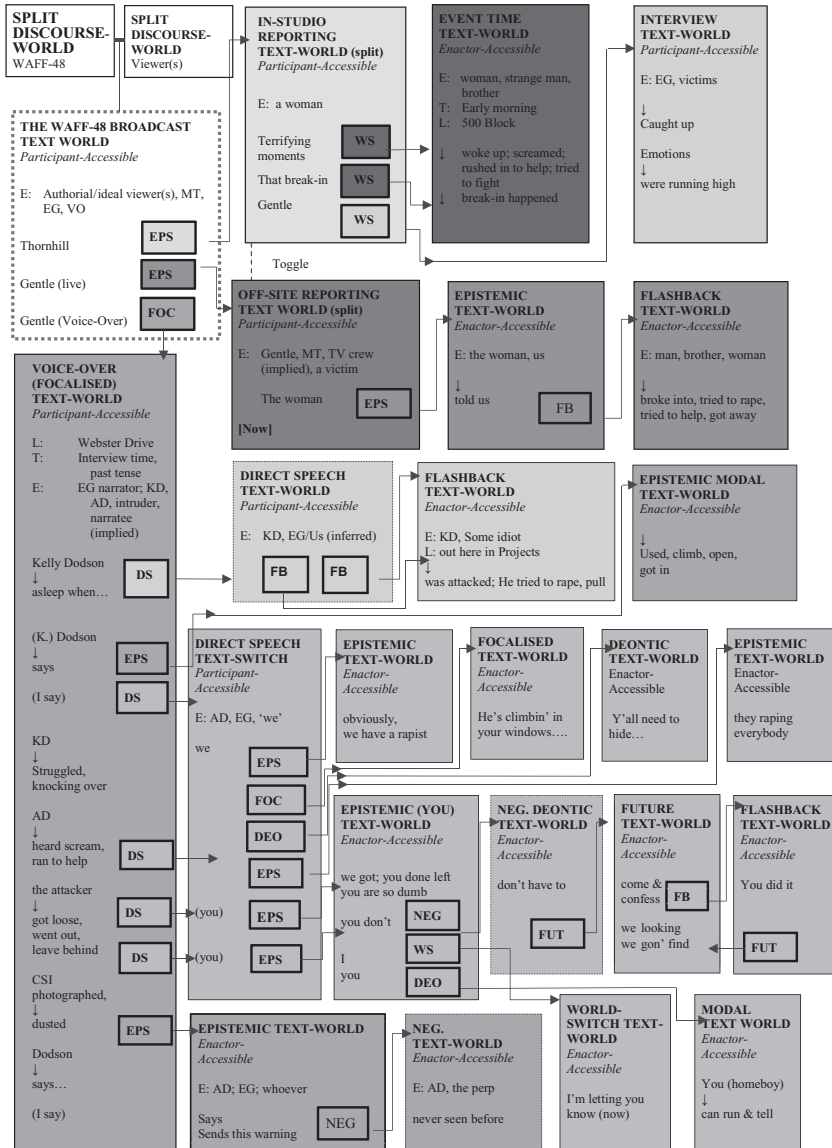 SPLIT
DISCOURSE-
WORLD
WAFF-48
SPLIT
DISCOURSE-
WORLD
Viewer(s)
IN-STUDIO
REPORTING
TEXT-WORLD (split)
Participant-Accessible
E: a woman
Terrifying
moments
WS
That break-in
WS
Gentle
WS
EVENT TIME
TEXT-WORLD
Enactor-Accessible
E: woman, strange man,
brother
T: Early morning
L: 500 Block
↓ woke up; screamed;
rushed in to help; tried
to fight
↓ break-in happened
INTERVIEW
TEXT-WORLD
Participant-Accessible
E: EG, victims
↓
Caught up
Emotions
↓
were running high
THE WAFF-48 BROADCAST
TEXT WORLD
Participant-Accessible
E: Authorial/ideal viewer(s), MT,
EG, VO
Thornhill
EPS
Gentle (live)
EPS
Gentle (Voice-Over)
FOC
Toggle
OFF-SITE REPORTING
TEXT WORLD (split)
Participant-Accessible
E: Gentle, MT, TV crew
(implied), a victim
The woman
EPS
[Now]
EPISTEMIC
TEXT-WORLD
Enactor-Accessible
E: the woman, us
↓
told us
FB
FLASHBACK
TEXT-WORLD
Enactor-Accessible
E: man, brother, woman
↓
broke into, tried to rape,
tried to help, got away
VOICE-OVER
(FOCALISED)
TEXT-WORLD
Participant-Accessible
L: Webster Drive
T: Interview time,
past tense
E: EG narrator; KD,
AD, intruder,
narratee
(implied)
Kelly Dodson
↓
asleep when…
DS
(K.) Dodson
↓
says
EPS
(I say)
DS
KD
↓
Struggled,
knocking over
AD
↓
heard scream,
ran to help
DS
the attacker
↓
got loose,
went out,
leave behind
DS
DS
CSI
photographed,
↓
dusted
EPS
Dodson
↓
says…
(I say)
DIRECT SPEECH
TEXT-WORLD
Participant-Accessible
E: KD, EG/Us (inferred)
FB
FB
FLASHBACK
TEXT-WORLD
Enactor-Accessible
E: KD, Some idiot
L: out here in Projects
↓
was attacked; He tried to rape, pull
EPISTEMIC MODAL
TEXT-WORLD
Enactor-Accessible
↓
Used, climb, open,
got in
DIRECT SPEECH
TEXT-SWITCH
Participant-
Accessible
E: AD, EG, ‘we’
we
EPS
FOC
DEO
EPS
(you)
EPS
(you)
EPS
EPISTEMIC
TEXT-WORLD
Enactor-
Accessible
obviously,
we have a rapist
FOCALISED
TEXT-WORLD
Enactor-
Accessible
He’s climbin’ in
your windows….
DEONTIC
TEXT-WORLD
Enactor-
Accessible
Y’all need to
hide…
EPISTEMIC
TEXT-WORLD
Enactor-
Accessible
they raping
everybody
EPISTEMIC (YOU)
TEXT-WORLD
Enactor-
Accessible
we got; you done left
you are so dumb
you don’t
NEG
I
WS
you
DEO
NEG. DEONTIC
TEXT-WORLD
Enactor-
Accessible
don’t have to
FUT
FUTURE
TEXT-WORLD
Enactor-
Accessible
come &
confess
FB
we looking
we gon’ find
FLASHBACK
TEXT-WORLD
Enactor-
Accessible
You did it
FUT
EPISTEMIC TEXT-WORLD
Enactor-
Accessible
E: AD; EG; whoever
Says
Sends this warning
NEG
NEG.
TEXT-WORLD
Enactor-Accessible
E: AD, the perp
never seen before
WORLD-
SWITCH TEXT-
WORLD
Enactor-
Accessible
I’m letting you
know (now)
MODAL
TEXT WORLD
Enactor-
Accessible
You (homeboy)
↓
can run & tell